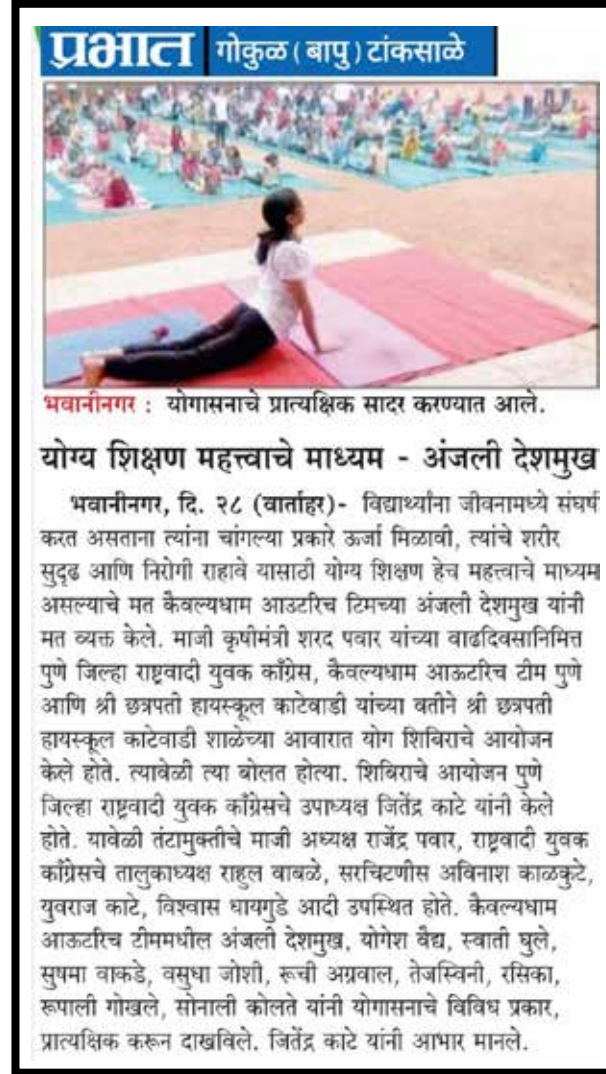 प्रभात गोकुळ ( बापु ) टांकसाळे
भवानीनगर : योगासनाचे प्रात्यक्षिक सादर करण्यात आले.
योग्य शिक्षण महत्त्वाचे माध्यम - अंजली देशमुख
भवानीनगर, दि. २८ (वार्ताहर)- विद्यार्थ्यांना जीवनामध्ये संघर्ष
करत असताना त्यांना चांगल्या प्रकारे ऊर्जा मिळावी, त्यांचे शरीर
सुदृढ आणि निरोगी राहावे यासाठी योग्य शिक्षण हेच महत्त्वाचे माध्यम
असल्याचे मत कैवल्यधाम आउटरिच टिमच्या अंजली देशमुख यांनी
मत व्यक्त केले. माजी कृषीमंत्री शरद पवार यांच्या वाढदिवसानिमित्त
पुणे जिल्हा राष्ट्रवादी युवक काँग्रेस, कैवल्यधाम आऊटरिच टीम पुणे
आणि श्री छत्रपती हायस्कूल काटेवाडी यांच्या वतीने श्री छत्रपती
हायस्कूल काटेवाडी शाळेच्या आवारात योग शिबिराचे आयोजन
केले होते. त्यावेळी त्या बोलत होत्या. शिबिराचे आयोजन पुणे
जिल्हा राष्ट्रवादी युवक काँग्रेसचे उपाध्यक्ष जितेंद्र काटे यांनी केले
होते. यावेळी तंटामुक्तीचे माजी अध्यक्ष राजेंद्र पवार, राष्ट्रवादी युवक
काँग्रेसचे तालुकाध्यक्ष राहुल वाबळे, सरचिटणीस अविनाश काळकुटे,
युवराज काटे, विश्वास धायगुडे आदी उपस्थित होते. कैवल्यधाम
आऊटरिच टीममधील अंजली देशमुख, योगेश वैद्य, स्वाती घुले,
सुषमा वाकडे, वसुधा जोशी, रूची अग्रवाल, तेजस्विनी, रसिका,
रूपाली गोखले, सोनाली कोलते यांनी योगासनाचे विविध प्रकार,
प्रात्यक्षिक करून दाखविले. जितेंद्र काटे यांनी आभार मानले.